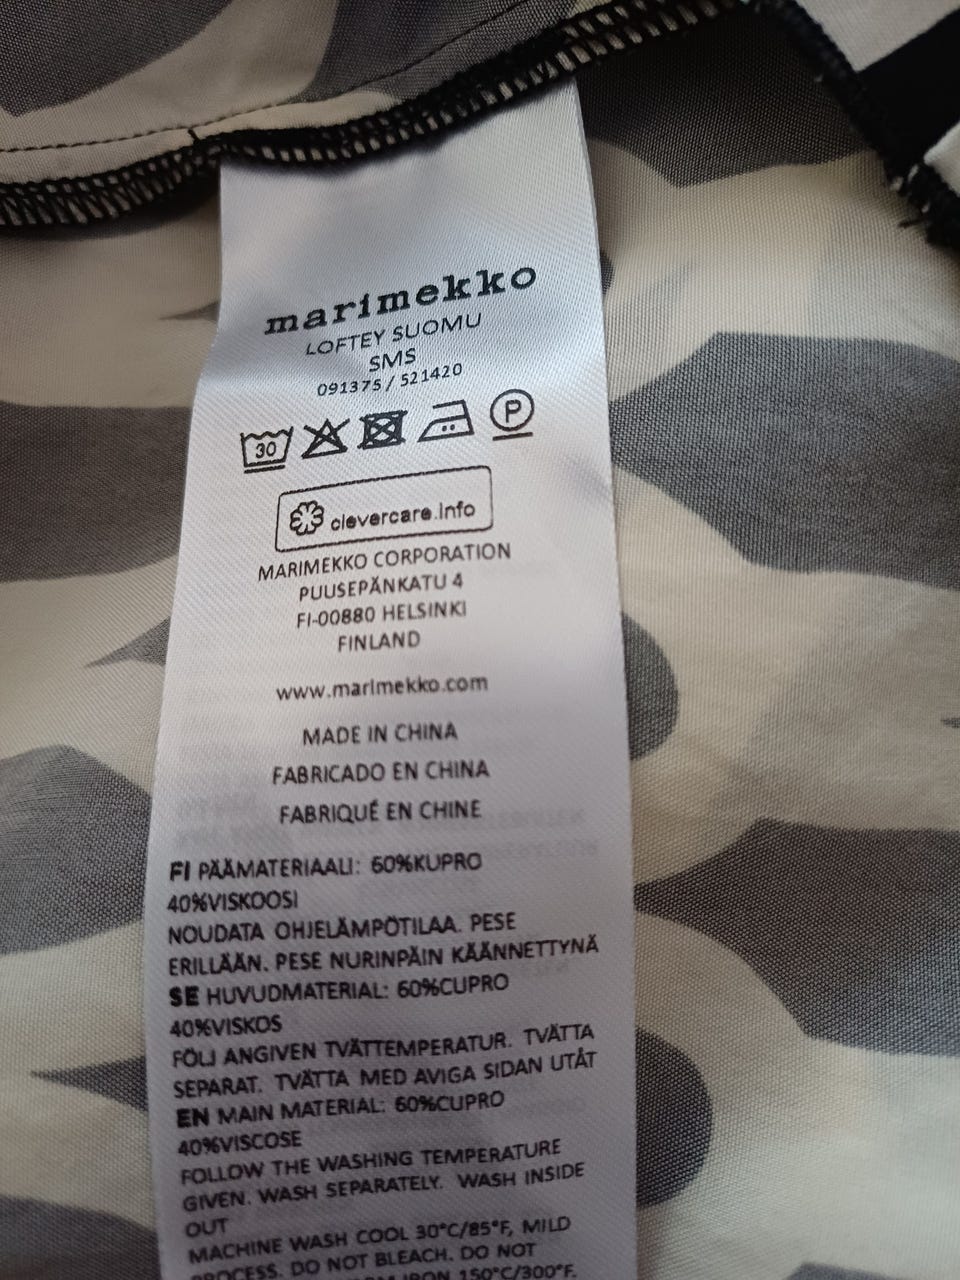 marimekko
LOFTEY SUOMU
SMS
091375 / 521420
30
P
clevercare.info
MARIMEKKO CORPORATION
PUUSEPÄNKATU 4
FI-00880 HELSINKI
FINLAND
www.marimekko.com
MADE IN CHINA
FABRICADO EN CHINA
FABRIQUÉ EN CHINE
FI PÄÄMATERIAALI: 60%KUPRO
40%VISKOOSI
NOUDATA OHJELÄMPÖTILAA. PESE
ERILLÄÄN. PESE NURINPÄIN KÄÄNNETTYNÄ
SE HUVUDMATERIAL: 60%CUPRO
40%VISKOS
FÖLJ ANGIVEN TVÄTTEMPERATUR. TVÄTTA
SEPARAT. TVÄTTA MED AVIGA SIDAN UTÅT
EN MAIN MATERIAL: 60%CUPRO
40%VISCOSE
FOLLOW THE WASHING TEMPERATURE
GIVEN. WASH SEPARATELY. WASH INSIDE
OUT
MACHINE WASH COOL 30°C/85°F, MILD
PROCESS. DO NOT BLEACH. DO NOT
IRON 150°C/300°F.